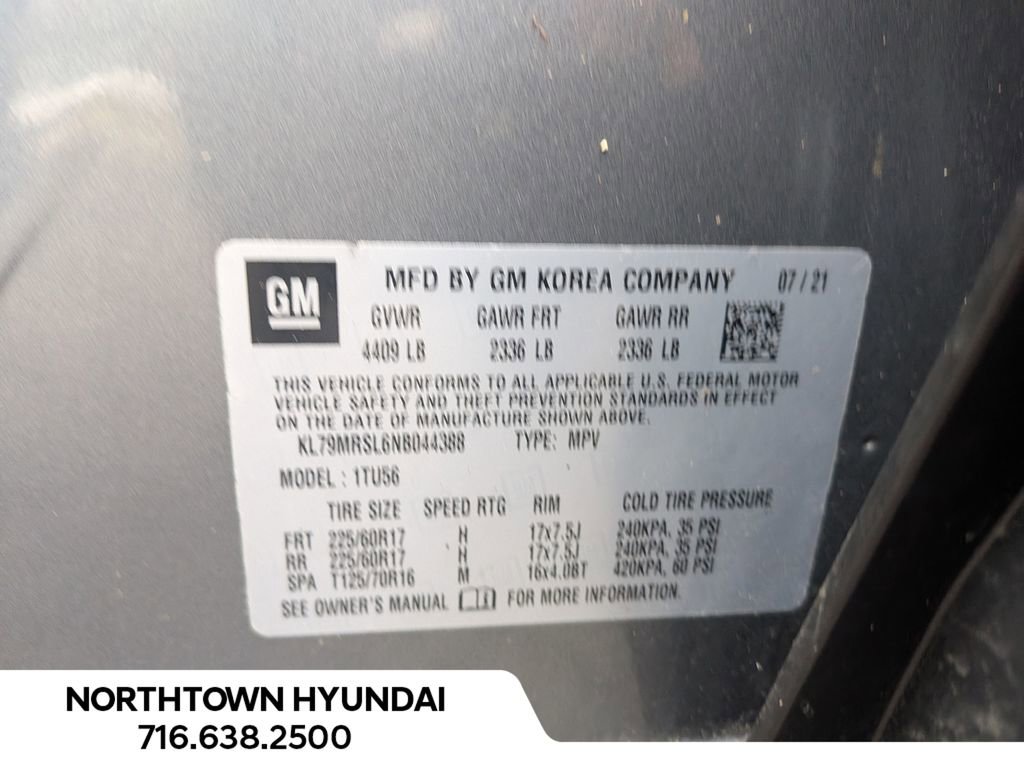 GM MFD BY GM KOREA COMPANY 07/21
GVWR GAWR FRT GAWR RR
4409 LB 2336 LB 2336 LB
THIS VEHICLE CONFORMS TO ALL APPLICABLE U.S. FEDERAL MOTOR
VEHICLE SAFETY AND THEFT PREVENTION STANDARDS IN EFFECT
ON THE DATE OF MANUFACTURE SHOWN ABOVE.
KL79MRSL6NB044388 TYPE: MPV
MODEL : 1TU56
TIRE SIZE SPEED RTG RIM COLD TIRE PRESSURE
FRT 225/60R17 H 17x7.5J 240KPA, 35 PSI
RR 225/60R17 H 17x7.5J 240KPA, 35 PSI
SPA T125/70R16 M 16x4.0BT 420KPA, 60 PSI
SEE OWNER'S MANUAL FOR MORE INFORMATION.
NORTHTOWN HYUNDAI
716.638.2500